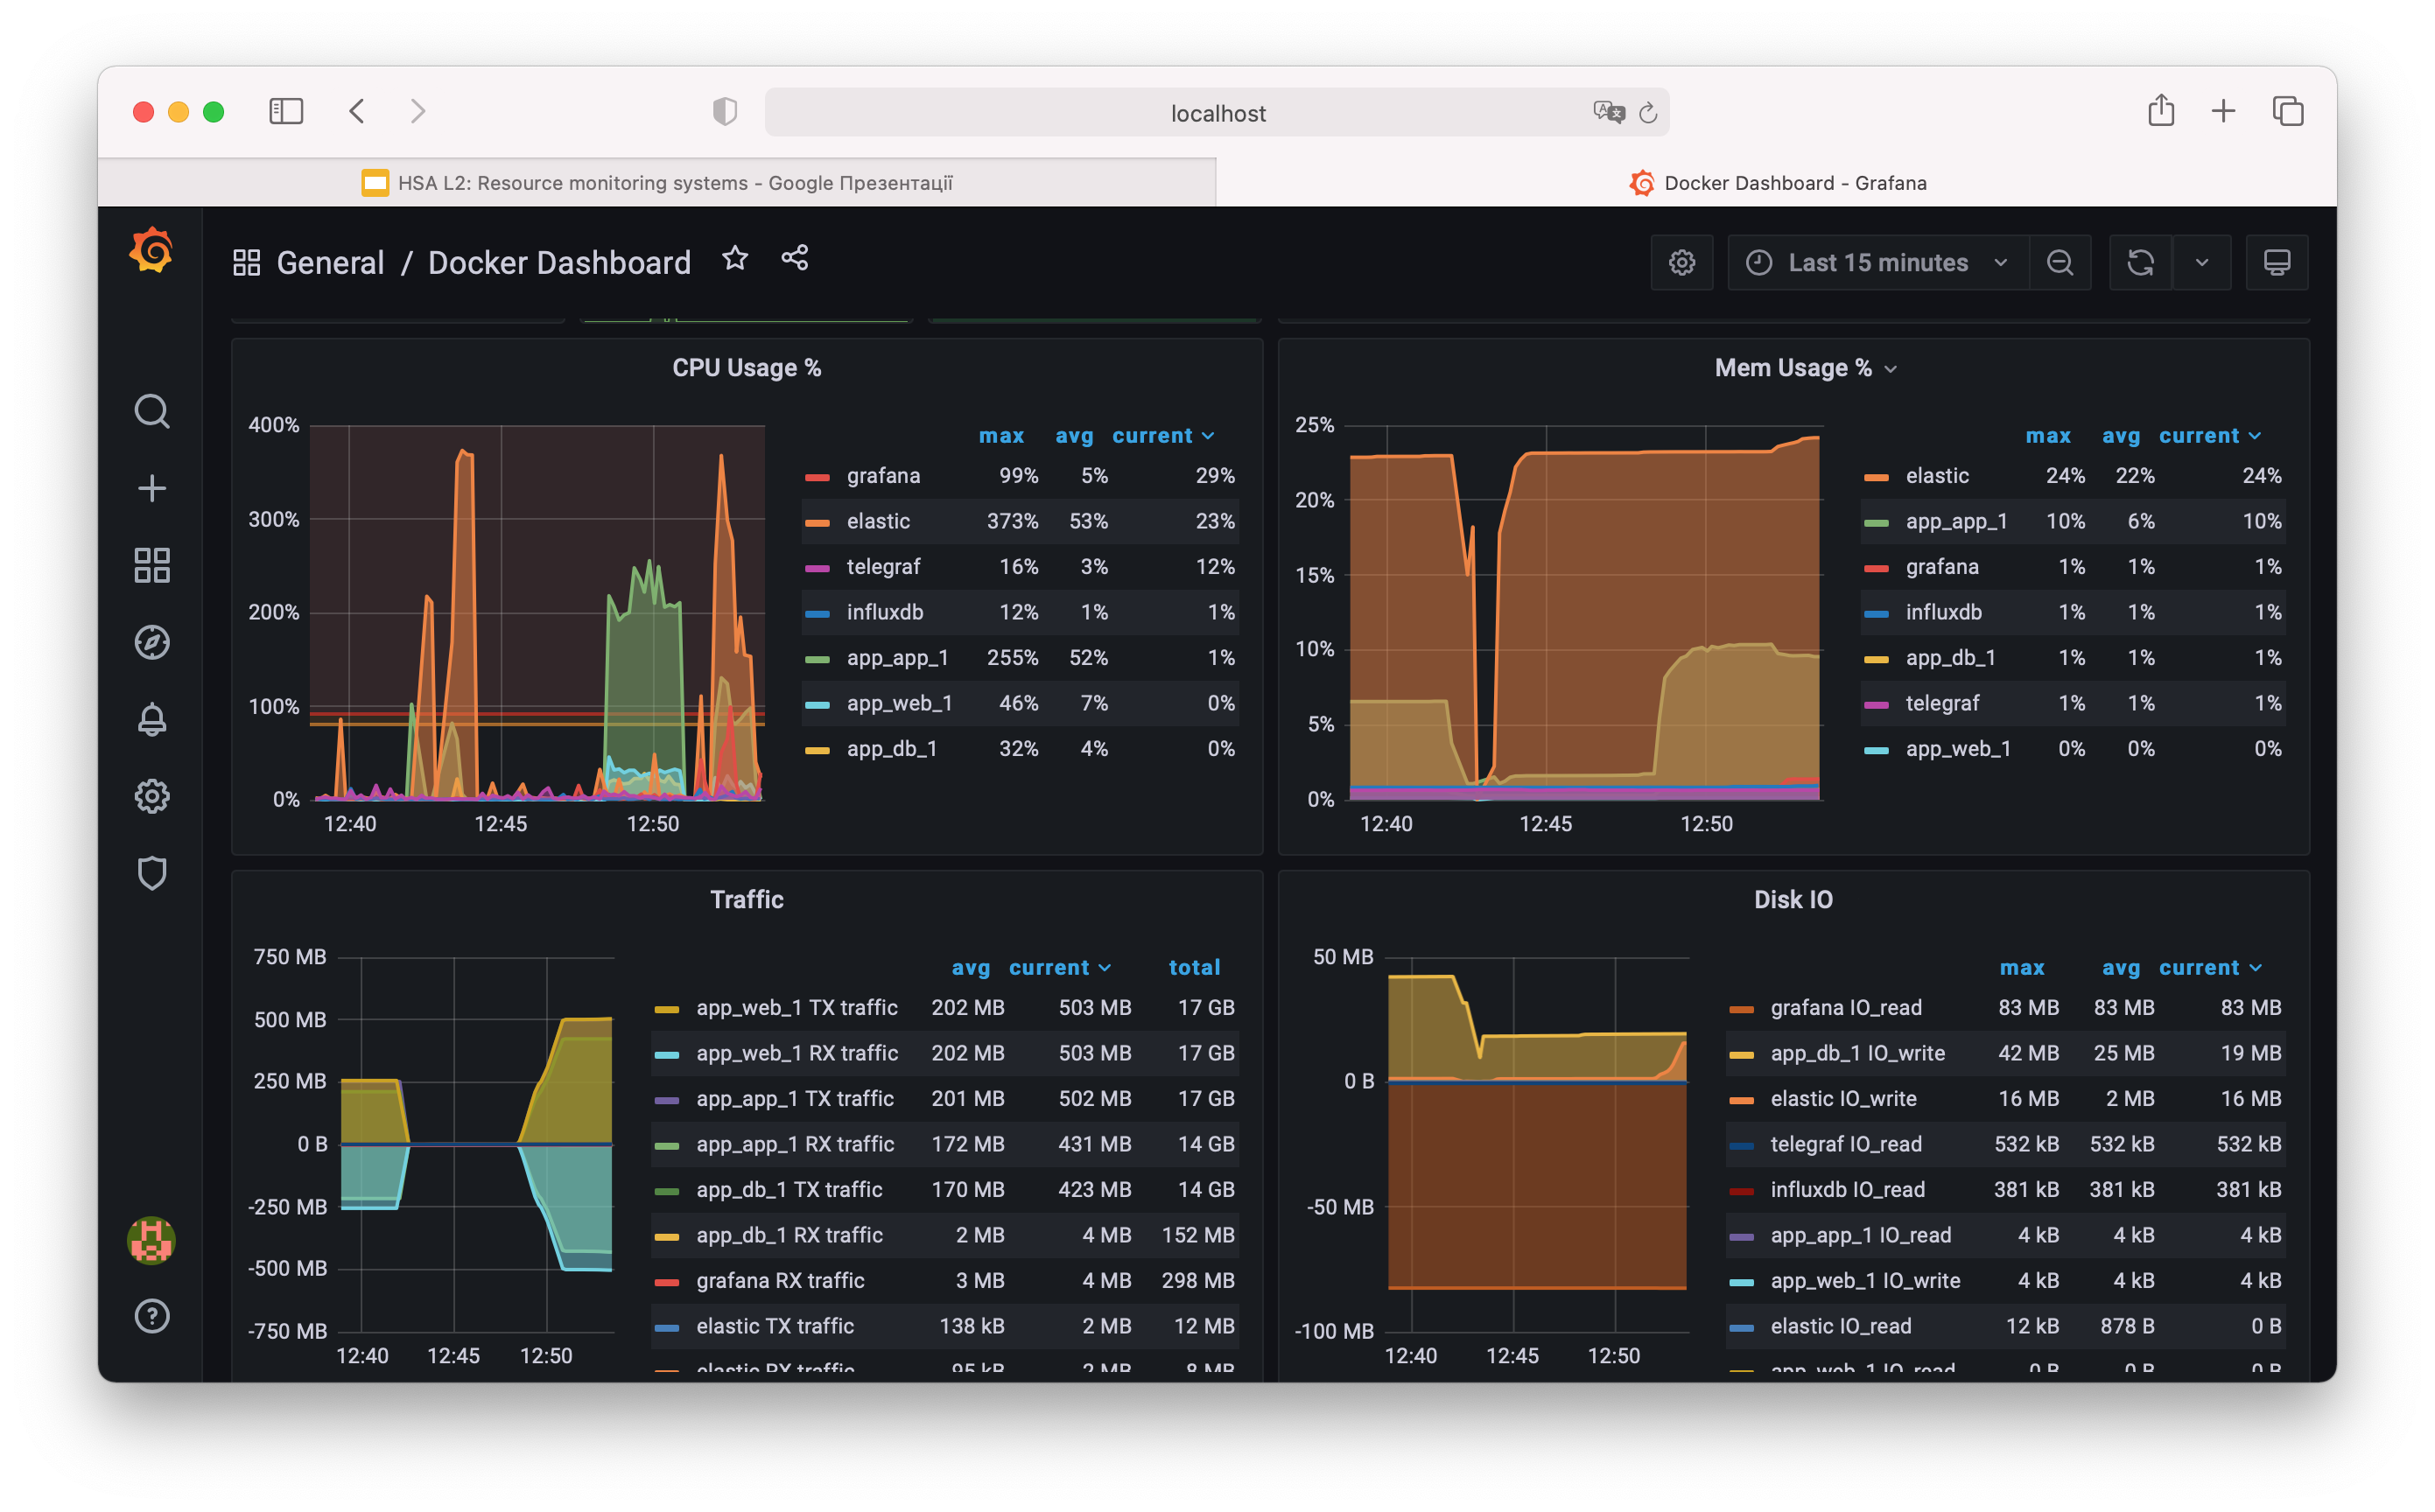 localhost
HSA L2: Resource monitoring systems - Google Презентації
Docker Dashboard - Grafana
General / Docker Dashboard
Last 15 minutes
CPU Usage %
400%
300%
200%
100%
0%
12:40 12:45 12:50
max avg current
grafana 99% 5% 29%
elastic 373% 53% 23%
telegraf 16% 3% 12%
influxdb 12% 1% 1%
app_app_1 255% 52% 1%
app_web_1 46% 7% 0%
app_db_1 32% 4% 0%
Mem Usage %
25%
20%
15%
10%
5%
0%
12:40 12:45 12:50
max avg current
elastic 24% 22% 24%
app_app_1 10% 6% 10%
grafana 1% 1% 1%
influxdb 1% 1% 1%
app_db_1 1% 1% 1%
telegraf 1% 1% 1%
app_web_1 0% 0% 0%
Traffic
750 MB
500 MB
250 MB
0 B
-250 MB
-500 MB
-750 MB
12:40 12:45 12:50
avg current total
app_web_1 TX traffic 202 MB 503 MB 17 GB
app_web_1 RX traffic 202 MB 503 MB 17 GB
app_app_1 TX traffic 201 MB 502 MB 17 GB
app_app_1 RX traffic 172 MB 431 MB 14 GB
app_db_1 TX traffic 170 MB 423 MB 14 GB
app_db_1 RX traffic 2 MB 4 MB 152 MB
grafana RX traffic 3 MB 4 MB 298 MB
elastic TX traffic 138 kB 2 MB 12 MB
elastic RX traffic 95 kB 2 MB 8 MB
Disk IO
50 MB
0 B
-50 MB
-100 MB
12:40 12:45 12:50
max avg current
grafana IO_read 83 MB 83 MB 83 MB
app_db_1 IO_write 42 MB 25 MB 19 MB
elastic IO_write 16 MB 2 MB 16 MB
telegraf IO_read 532 kB 532 kB 532 kB
influxdb IO_read 381 kB 381 kB 381 kB
app_app_1 IO_read 4 kB 4 kB 4 kB
app_web_1 IO_write 4 kB 4 kB 4 kB
elastic IO_read 12 kB 878 B 0 B
app_web_1 IO_read 0 B 0 B 0 B